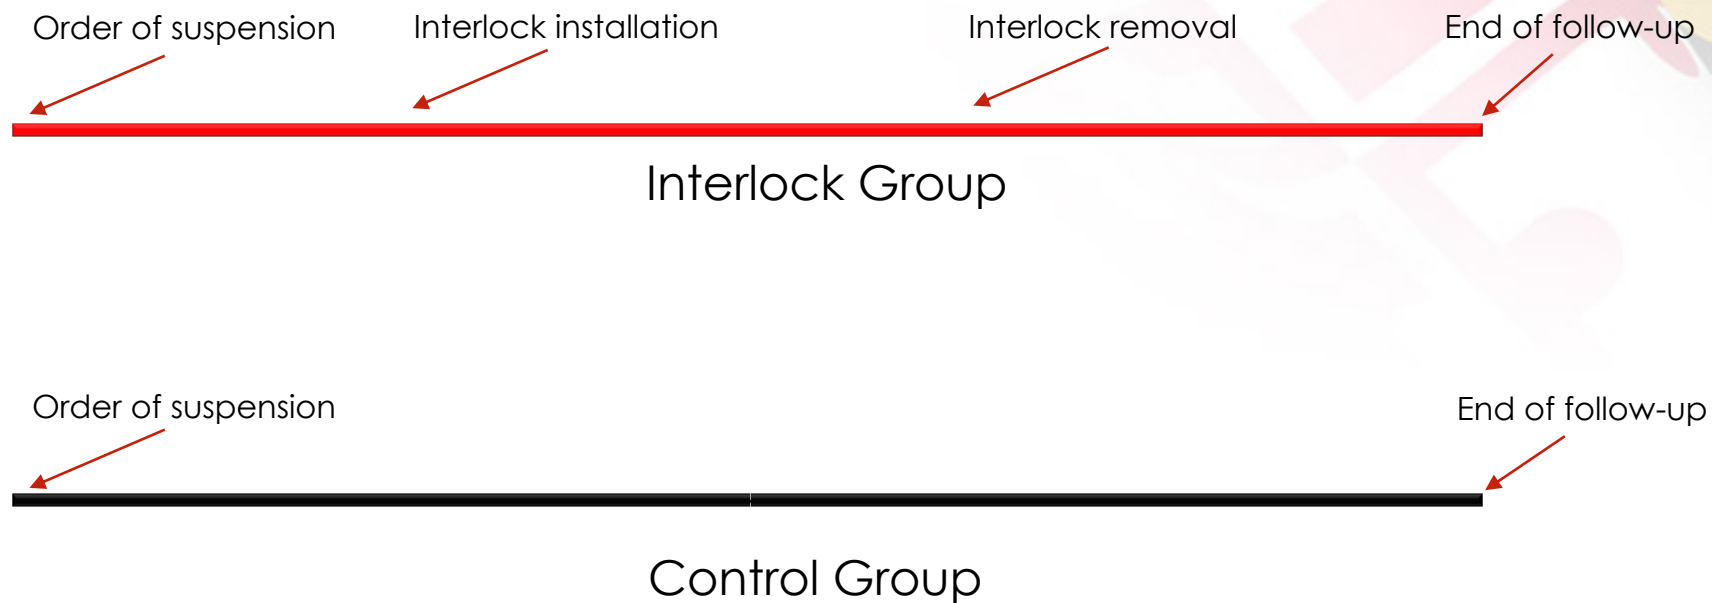 Order of suspension
Interlock installation
Interlock removal
End of follow-up
Interlock Group
Order of suspension
End of follow-up
Control Group